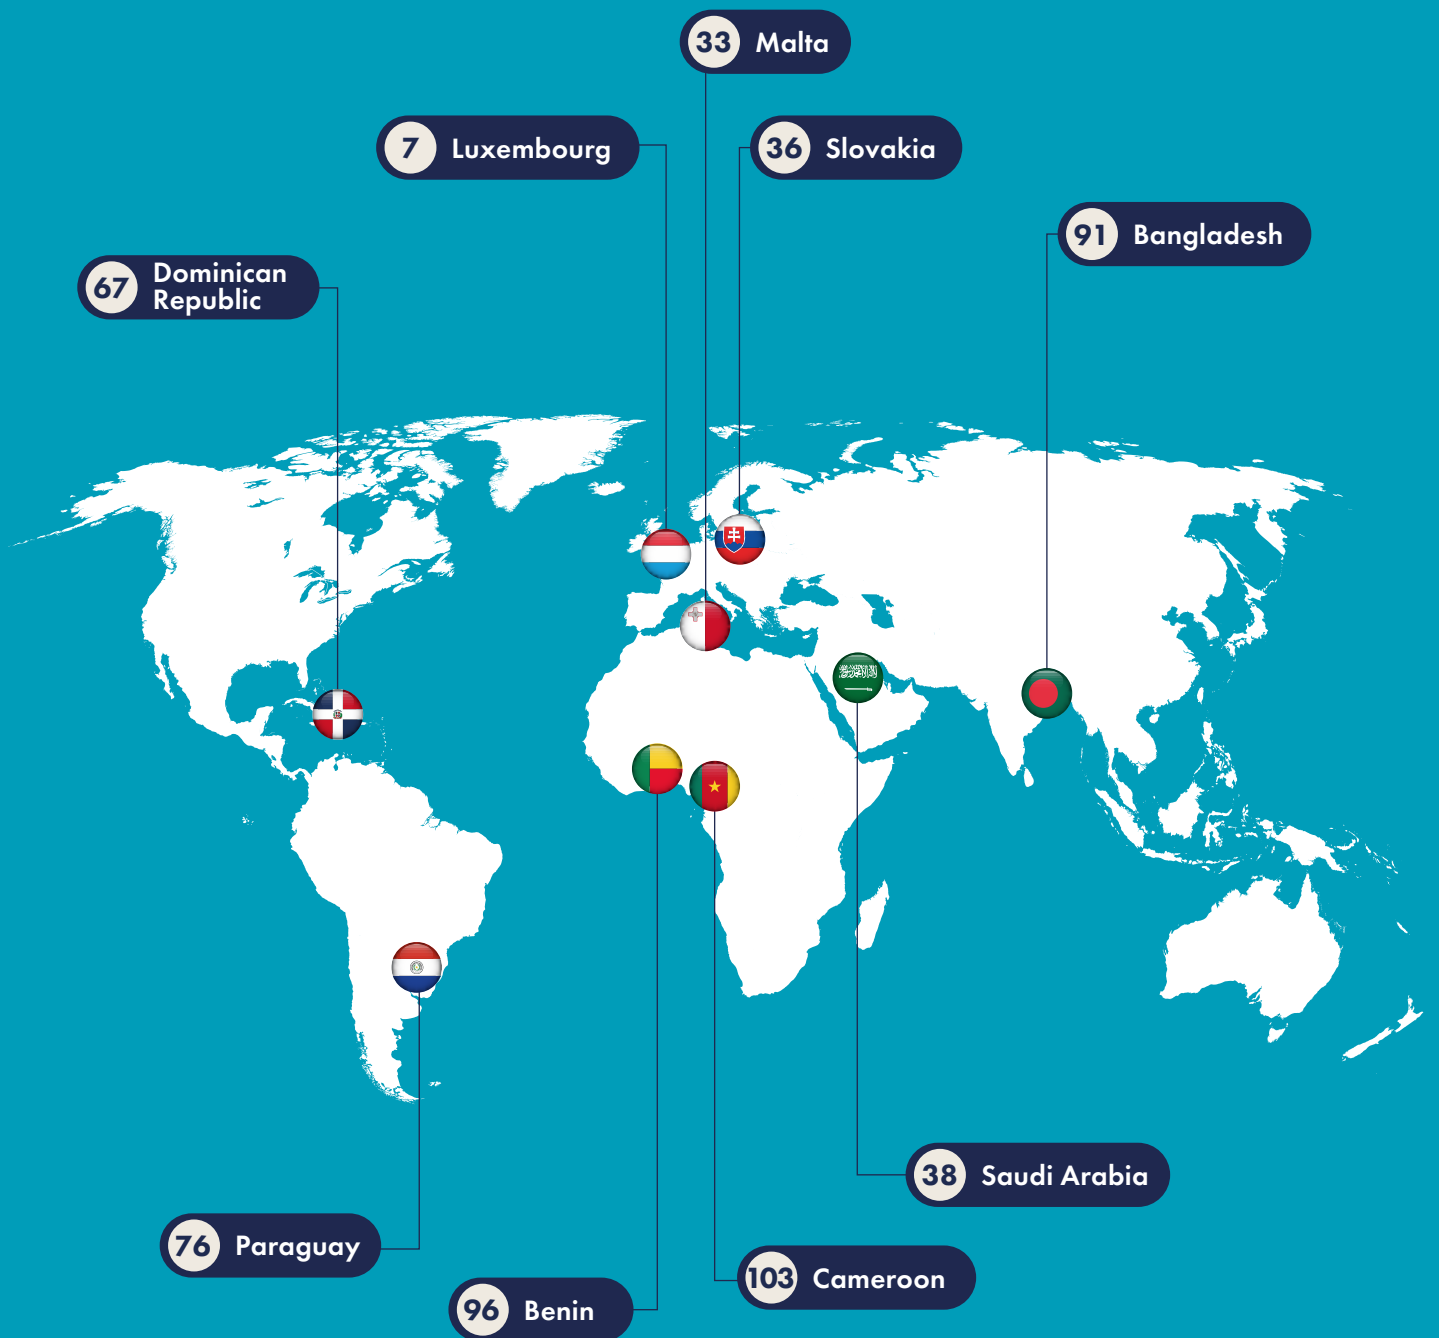 33 Malta
7 Luxembourg
36 Slovakia
91 Bangladesh
67 Dominican
Republic
38 Saudi Arabia
76 Paraguay
103 Cameroon
96 Benin